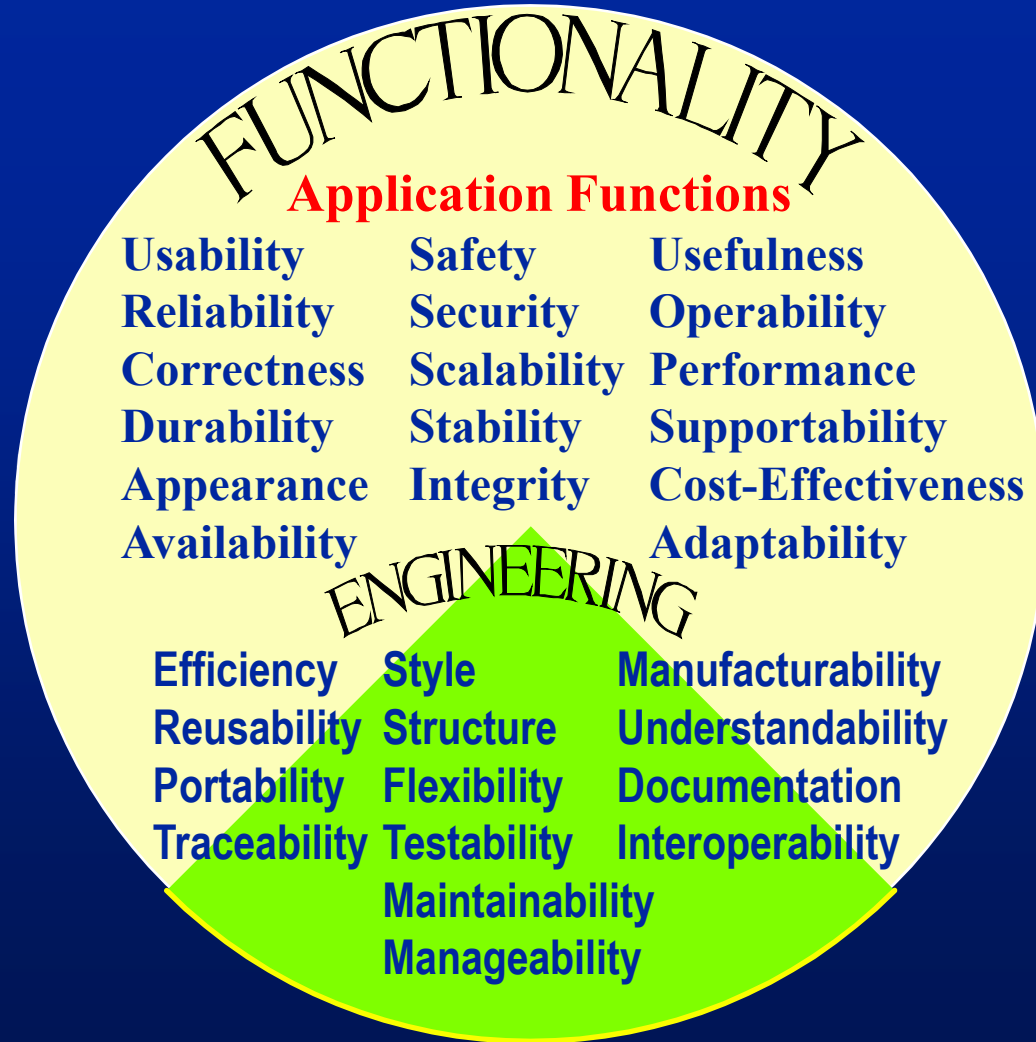 FUNCTIONALITY
Application Functions
Usability Safety Usefulness
Reliability Security Operability
Correctness Scalability Performance
Durability Stability Supportability
Appearance Integrity Cost-Effectiveness
Availability Adaptability
ENGINEERING
Efficiency Style Manufacturability
Reusability Structure Understandability
Portability Flexibility Documentation
Traceability Testability Interoperability
Maintainability
Manageability